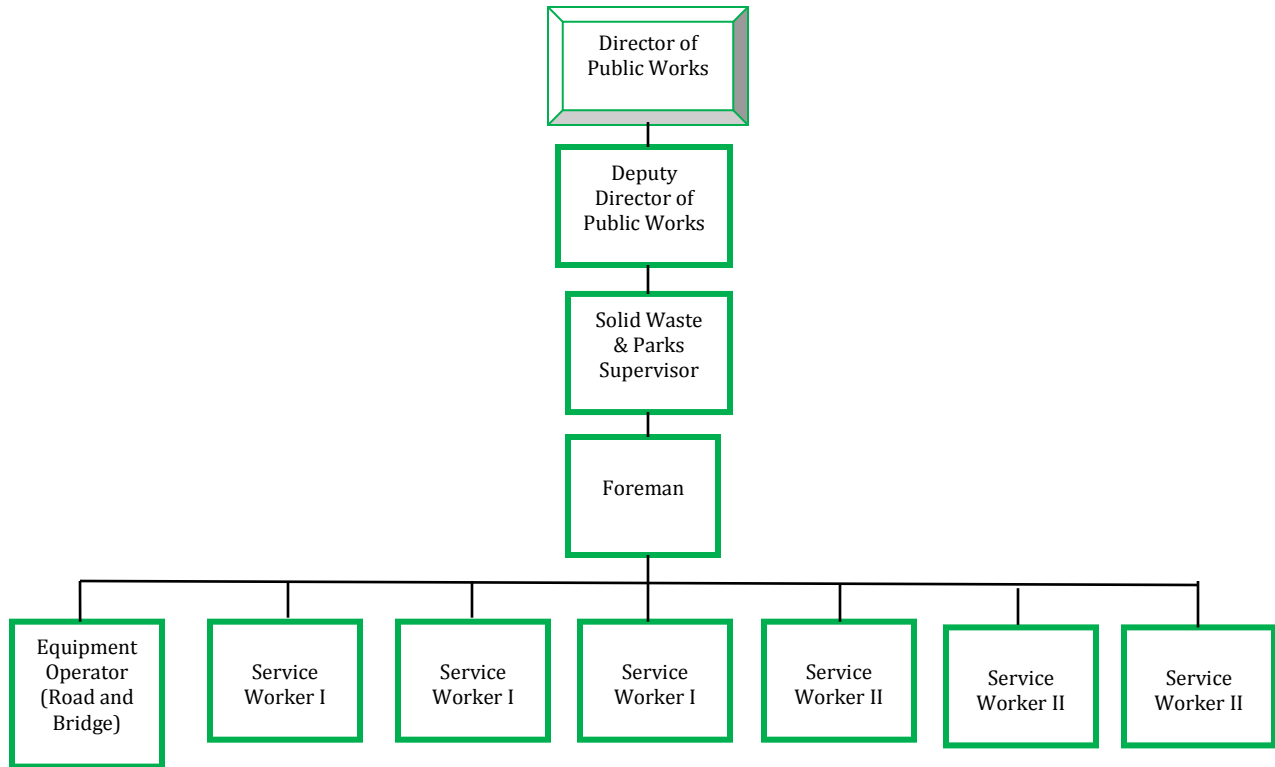 Director of
Public Works
Deputy
Director of
Public Works
Solid Waste
& Parks
Supervisor
Foreman
Equipment
Operator
(Road and
Bridge)
Service
Worker I
Service
Worker I
Service
Worker I
Service
Worker II
Service
Worker II
Service
Worker II